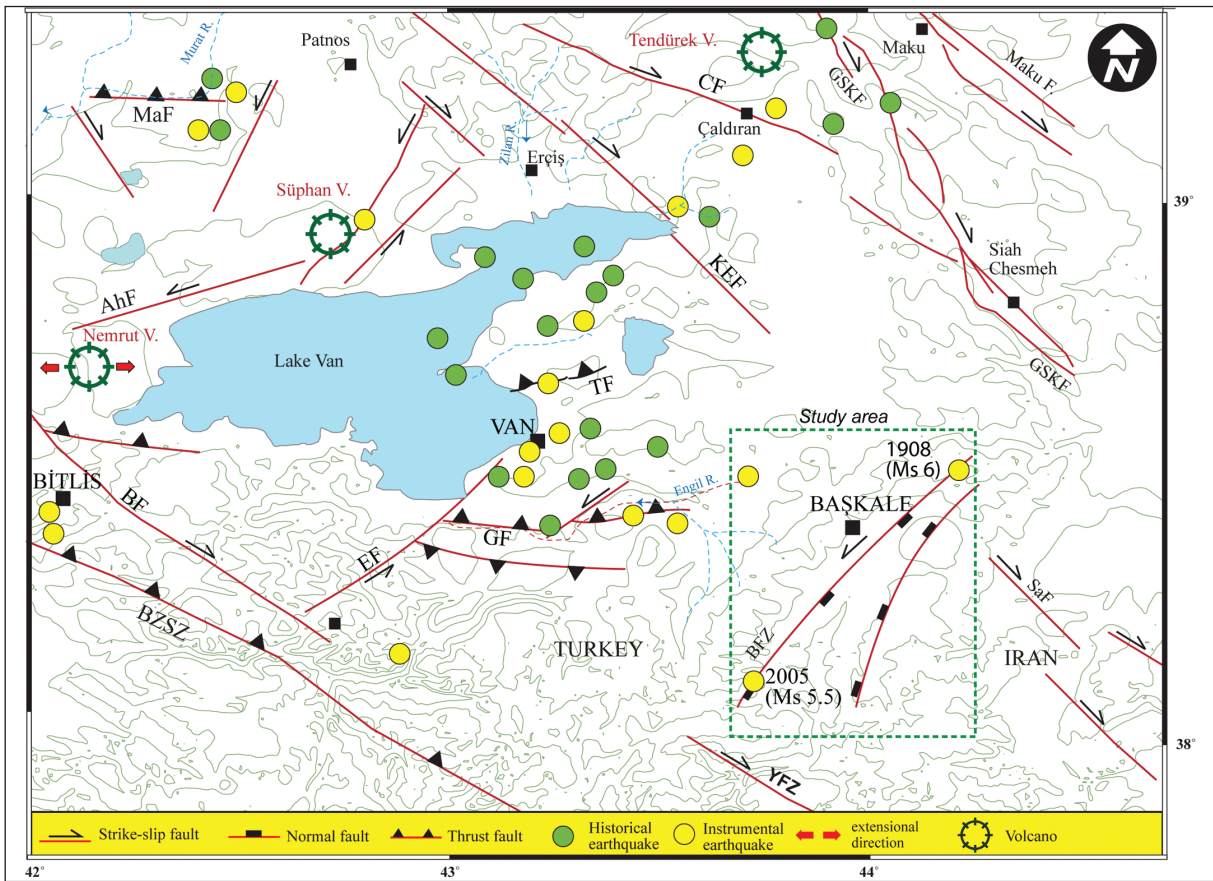 Murat R.
Patnos
Tendürek V.
Maku
Maku F.
N
GSKF
CF
MaF
Çaldıran
Zilan R.
Erçiş
39°
Süphan V.
Siah
Chesmeh
KEF
AhF
Nemrut V.
Lake Van
TF
GSKF
Study area
VAN
1908
(Ms 6)
BİTLİS
Engil R.
BAŞKALE
BF
GF
EF
SaF
BZSZ
BFZ
TURKEY
IRAN
2005
(Ms 5.5)
38°
YFZ
Strike-slip fault
Normal fault
Thrust fault
Historical
earthquake
Instrumental
earthquake
extensional
direction
Volcano
42°
43°
44°